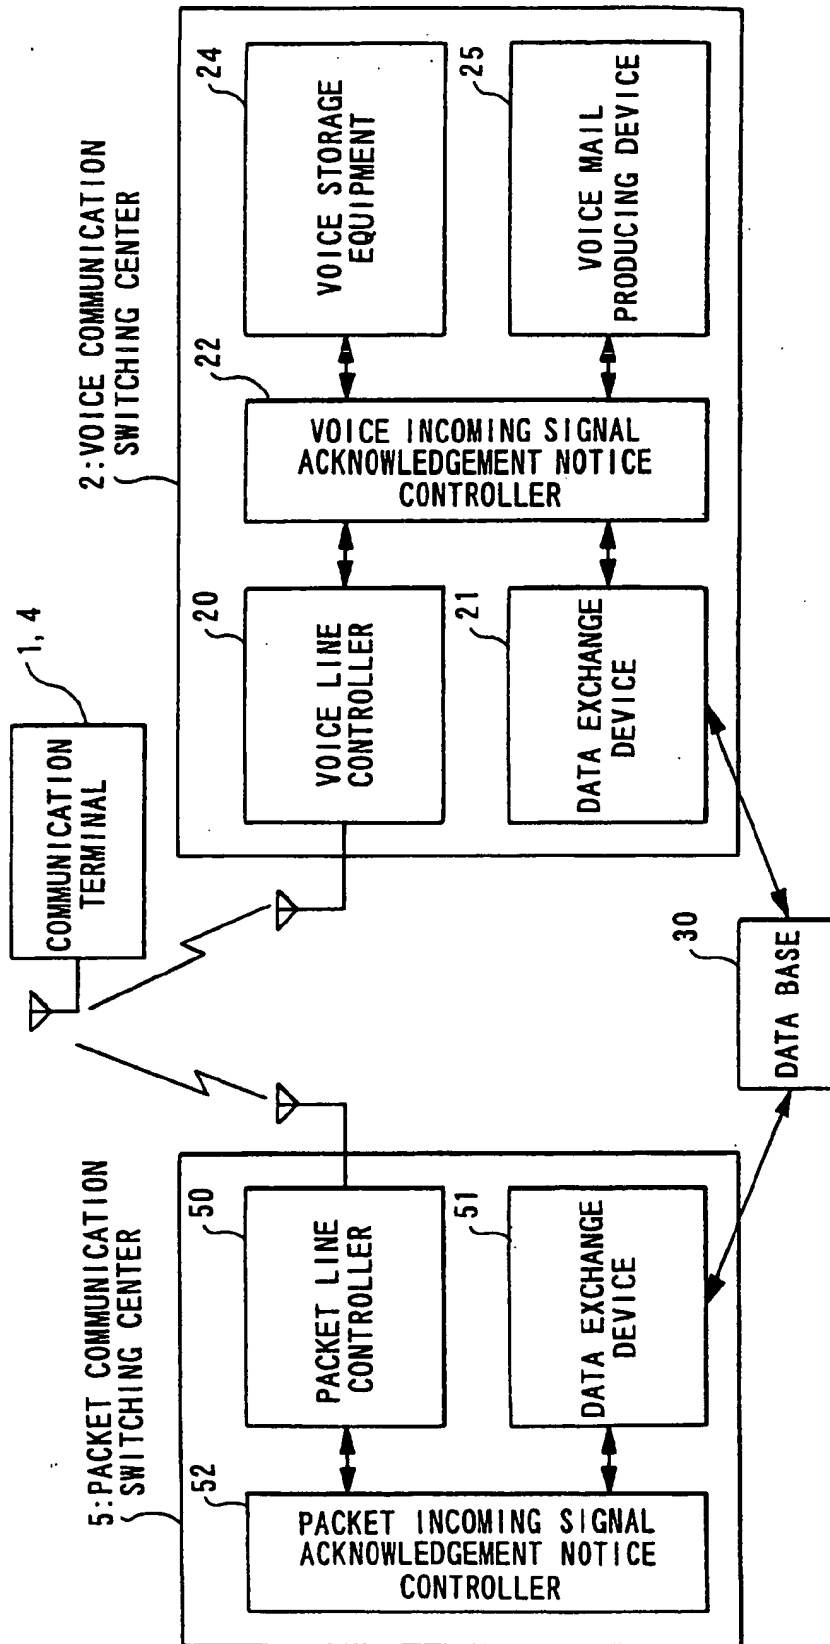 1, 4
COMMUNICATION
TERMINAL
5:PACKET COMMUNICATION
SWITCHING CENTER
52
PACKET INCOMING SIGNAL
ACKNOWLEDGEMENT NOTICE
CONTROLLER
50
PACKET LINE
CONTROLLER
51
DATA EXCHANGE
DEVICE
30
DATA BASE
2:VOICE COMMUNICATION
SWITCHING CENTER
20
VOICE LINE
CONTROLLER
21
DATA EXCHANGE
DEVICE
22
VOICE INCOMING SIGNAL
ACKNOWLEDGEMENT NOTICE
CONTROLLER
24
VOICE STORAGE
EQUIPMENT
25
VOICE MAIL
PRODUCING DEVICE